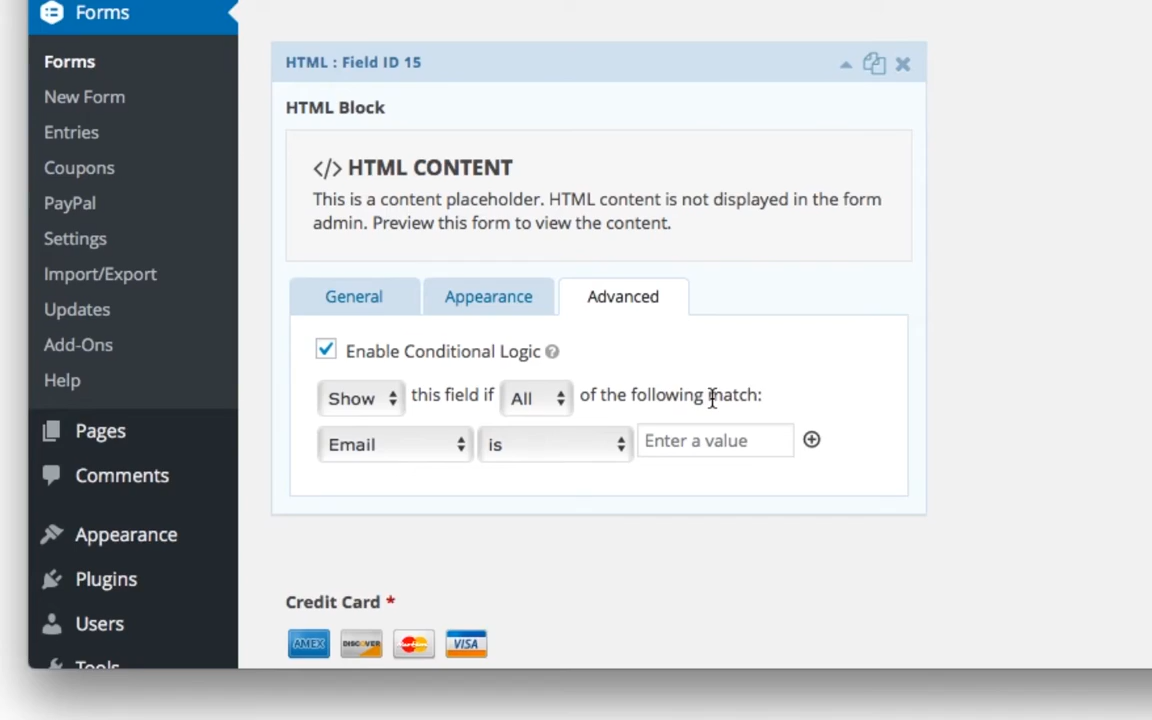 Forms
HTML : Field ID 15
Forms
New Form
Entries
Coupons
PayPal
Settings
Import/Export
Updates
Add-Ons
Help
Pages
Comments
Appearance
Plugins
Users
Tools
HTML Block
</> HTML CONTENT
This is a content placeholder. HTML content is not displayed in the form
admin. Preview this form to view the content.
General Appearance Advanced
Enable Conditional Logic ?
Show this field if All of the following match:
Email is Enter a value
Credit Card *
AMEX DISCOVER MasterCard VISA